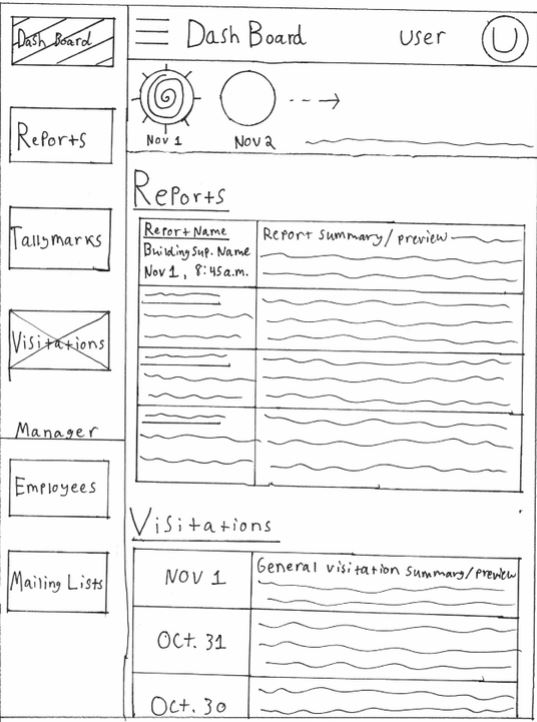 Dash Board
Reports
Tallymarks
Visitations
Manager
Employees
Mailing Lists
Dash Board
User
U
Nov 1
Nov 2
Reports
Report Name
Building Sup. Name
Nov 1, 8:45 a.m.
Report summary/preview
Visitations
NOV 1
General visitation summary/preview
Oct. 31
Oct. 30